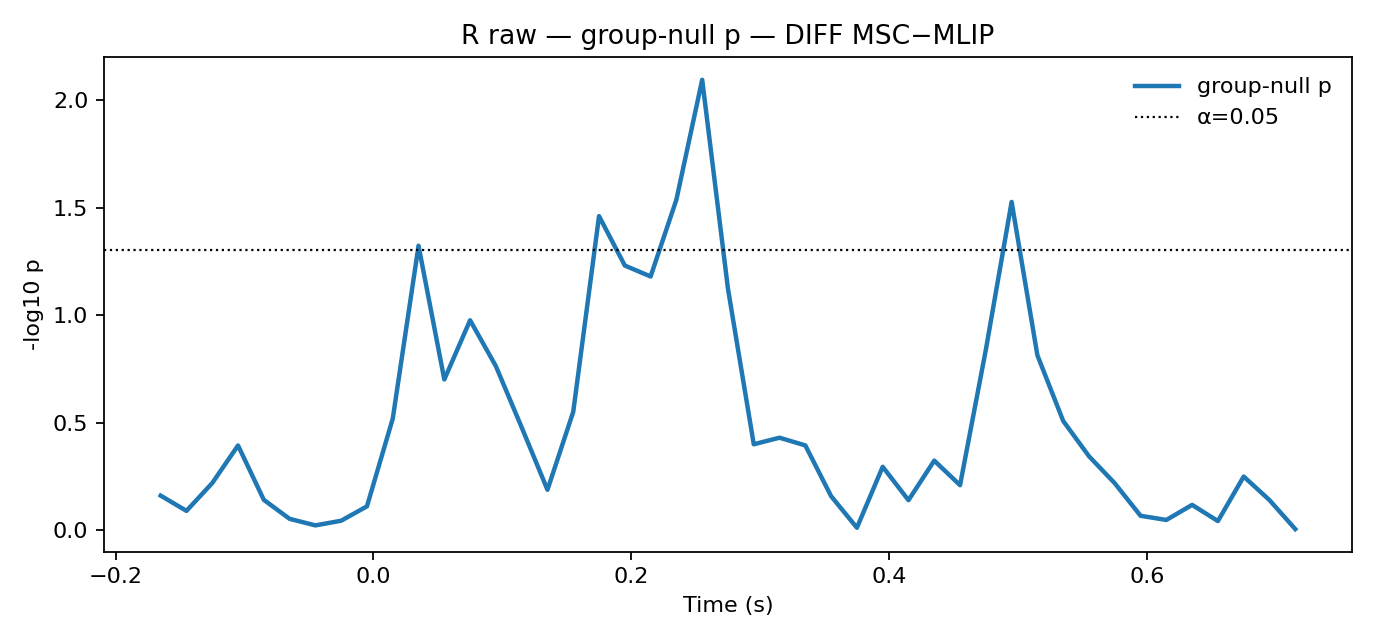 R raw — group-null p — DIFF MSC−MLIP
group-null p
α=0.05
-log10 p
2.0
1.5
1.0
0.5
0.0
−0.2
0.0
0.2
0.4
0.6
Time (s)